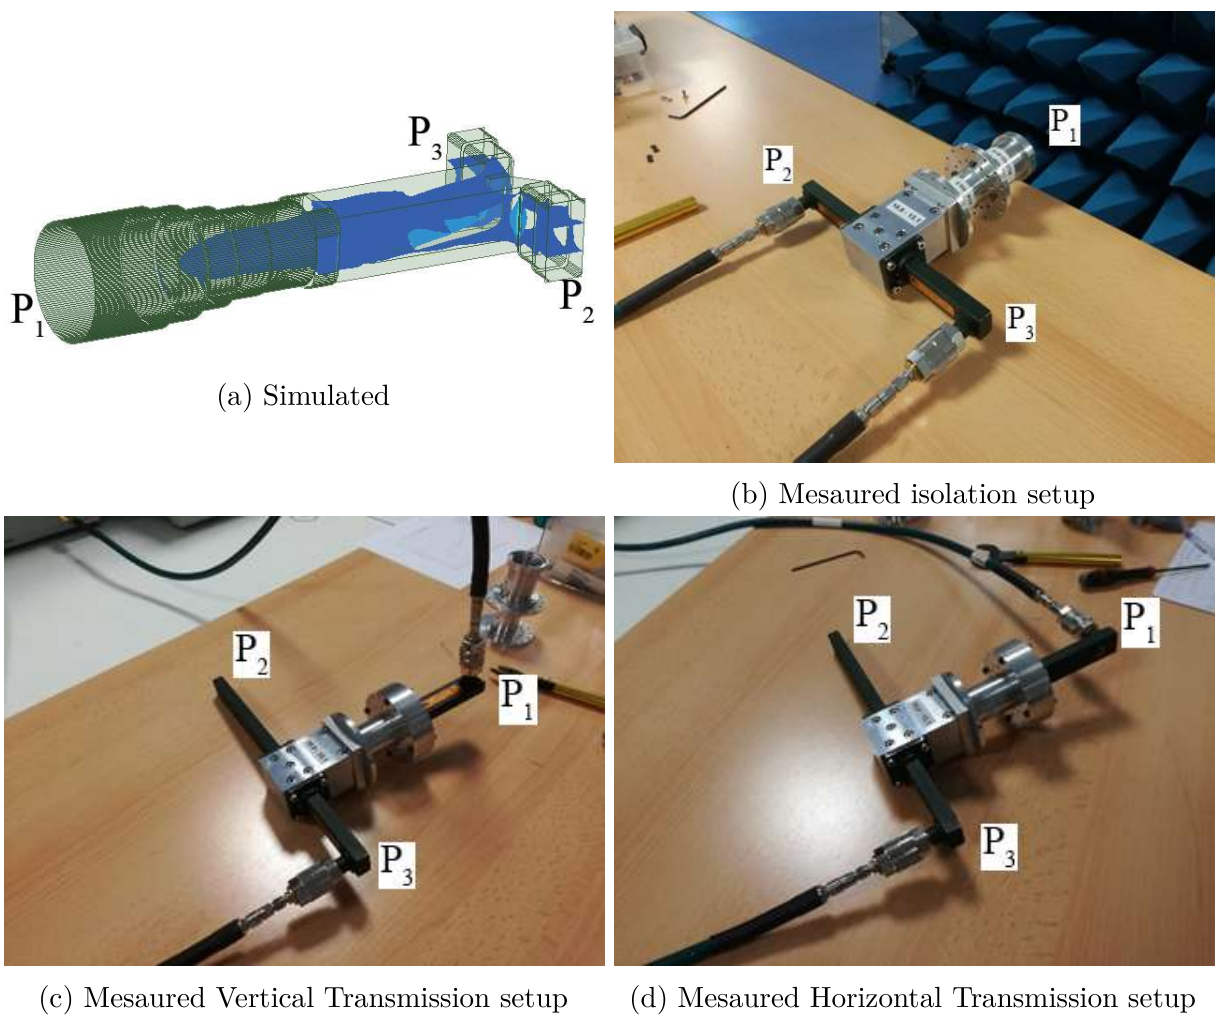 P3
P1
P2
(a) Simulated
P1
P2
P3
(b) Mesaured isolation setup
P2
P1
P3
(c) Mesaured Vertical Transmission setup
P2
P1
P3
(d) Mesaured Horizontal Transmission setup